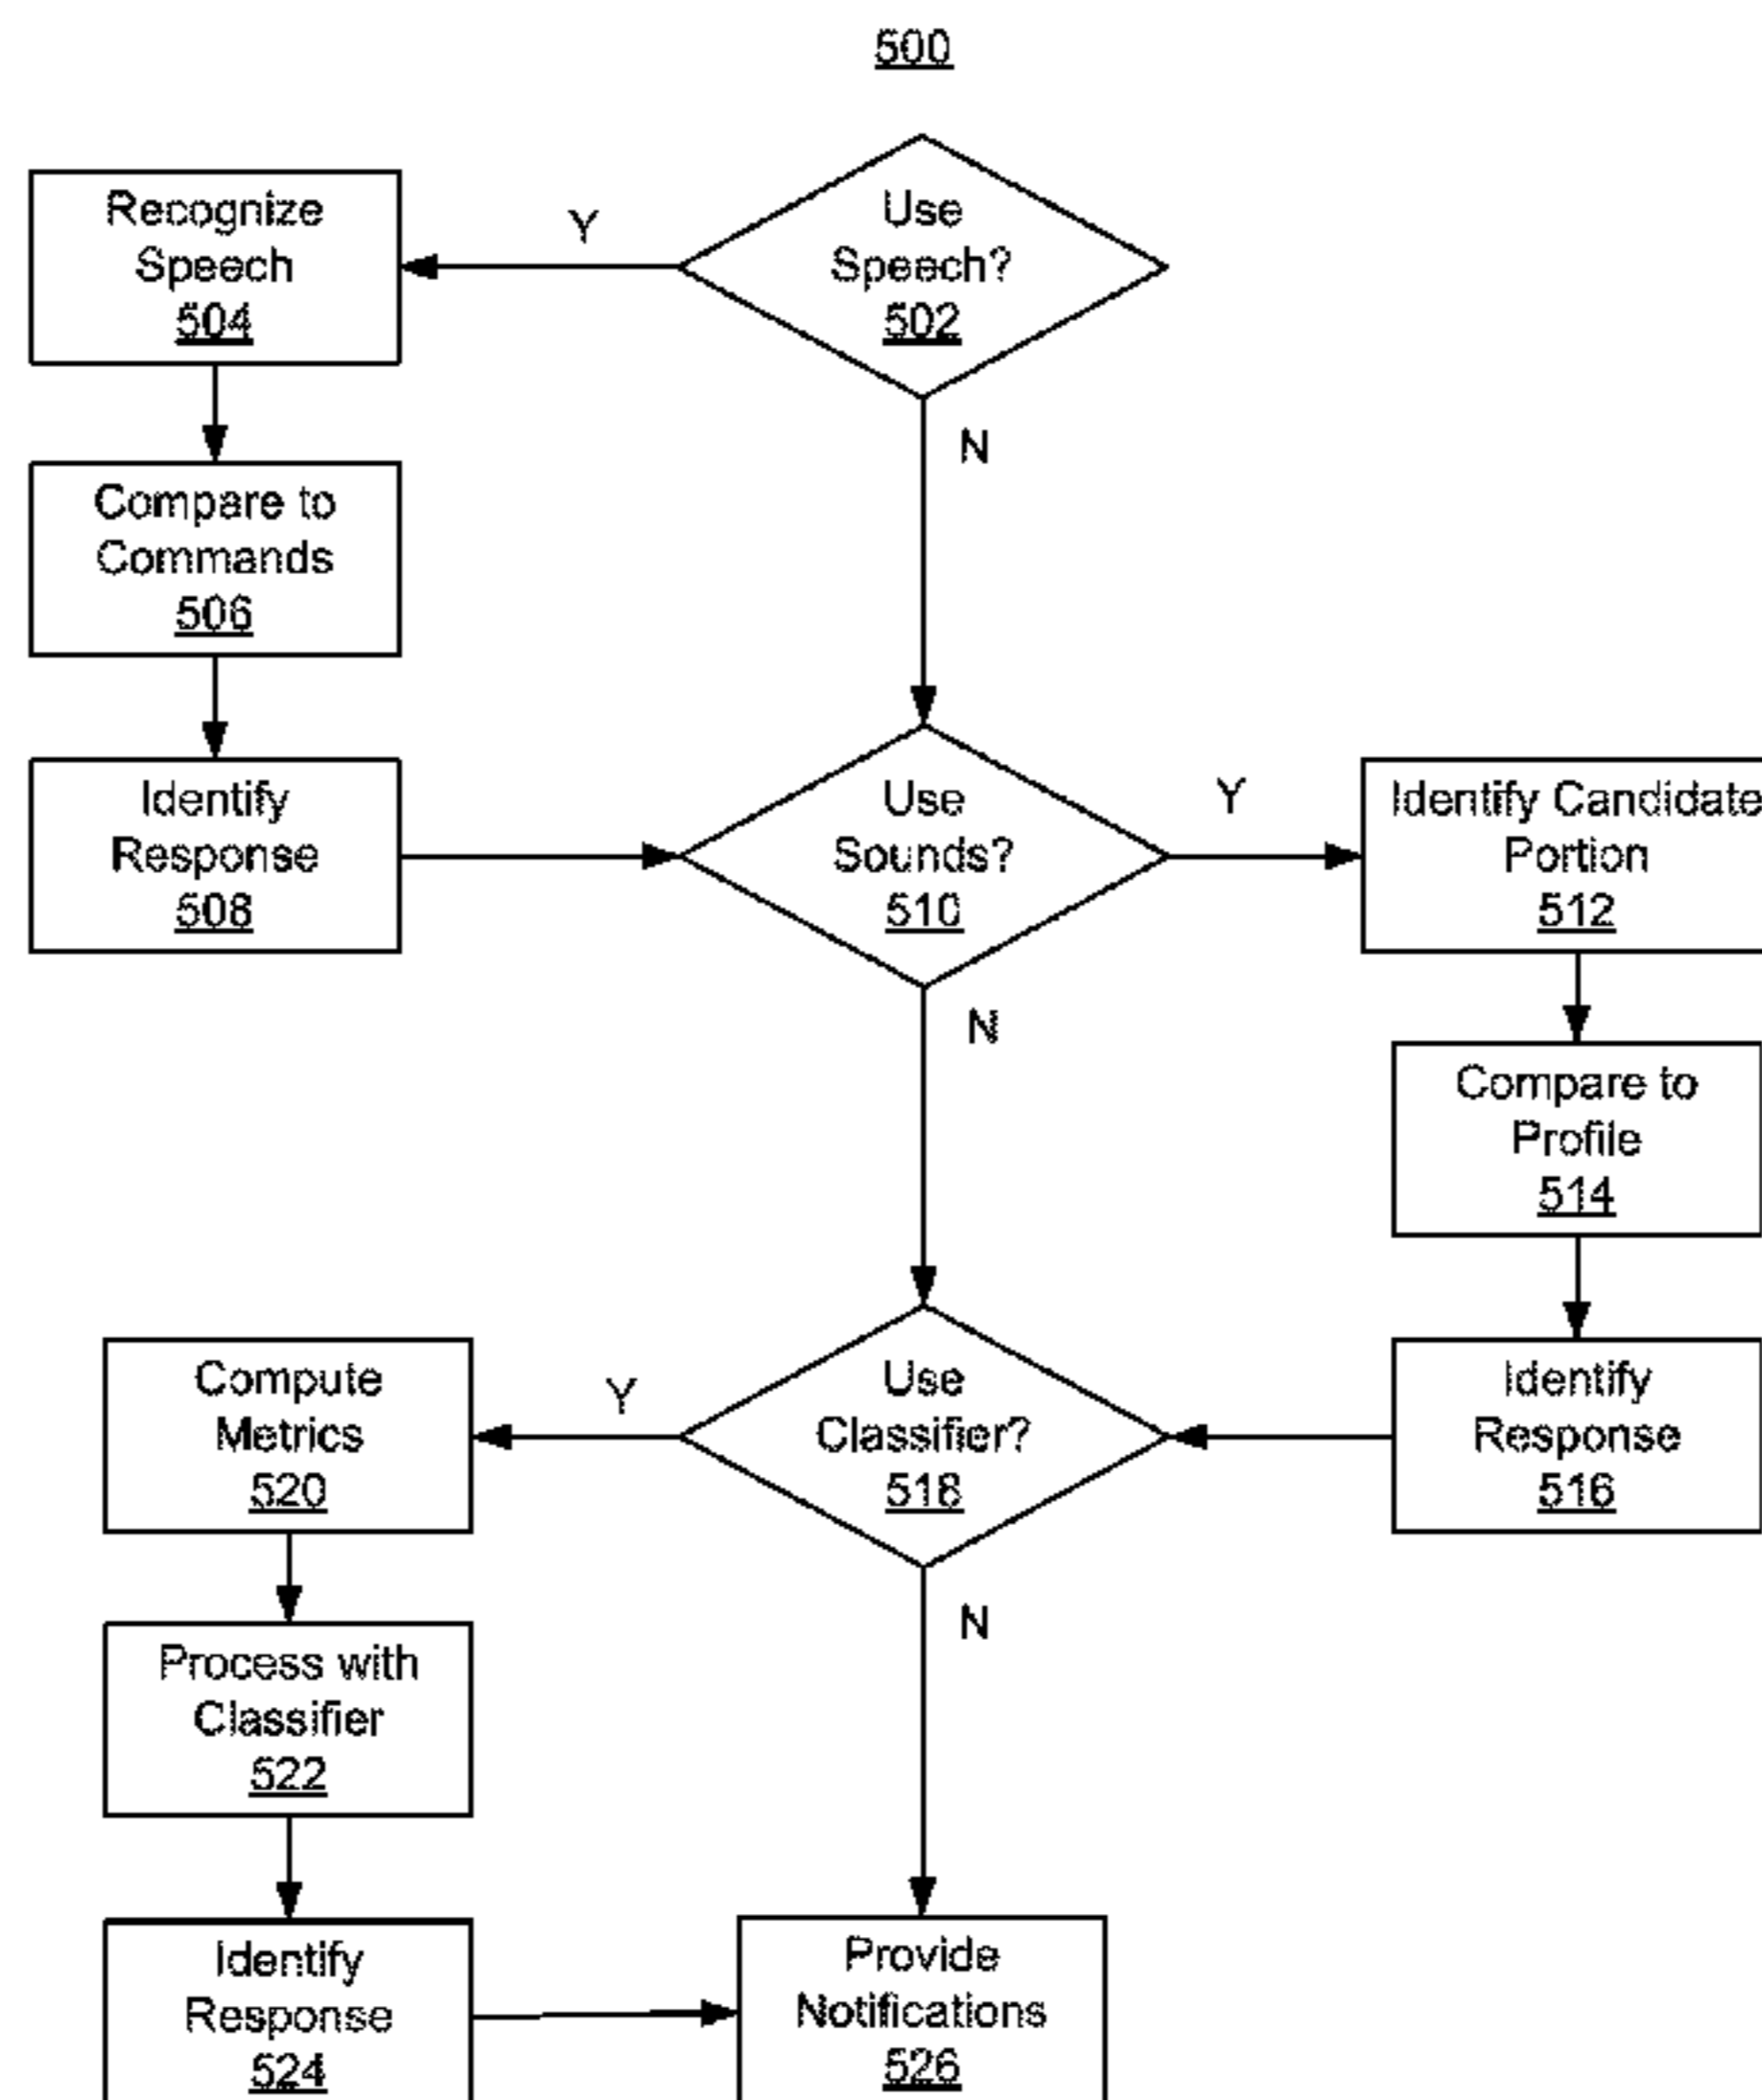 500
Use
Speech?
502
Y
Recognize
Speech
504
N
Compare to
Commands
506
Identify
Response
508
Use
Sounds?
510
Y
Identify Candidate
Portion
512
N
Compare to
Profile
514
Identify
Response
516
Use
Classifier?
518
Y
Compute
Metrics
520
N
Process with
Classifier
522
Identify
Response
524
Provide
Notifications
526